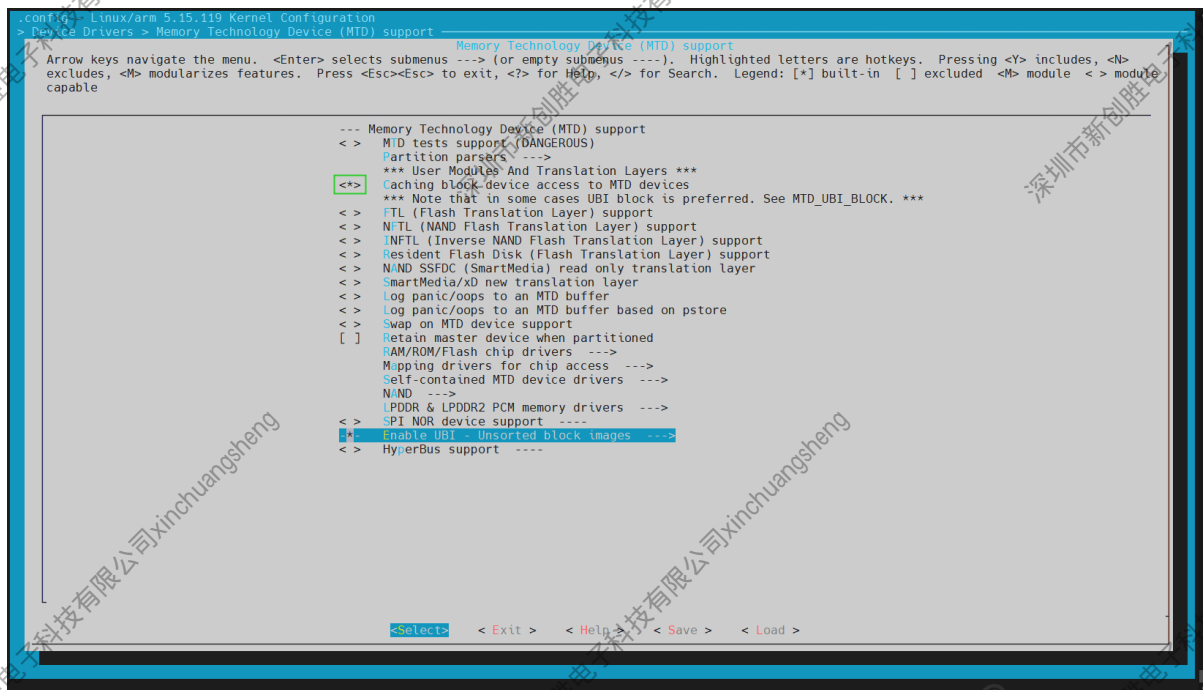 .config - Linux/arm 5.15.119 Kernel Configuration
> Device Drivers > Memory Technology Device (MTD) support
Memory Technology Device (MTD) support
Arrow keys navigate the menu.  <Enter> selects submenus ---> (or empty submenus ----).  Highlighted letters are hotkeys.  Pressing <Y> includes, <N>
excludes, <M> modularizes features.  Press <Esc><Esc> to exit, <?> for Help, </> for Search.  Legend: [*] built-in  [ ] excluded  <M> module  < > module
capable
--- Memory Technology Device (MTD) support
< >   MTD tests support (DANGEROUS)
Partition parsers  --->
*** User Modules And Translation Layers ***
<*>   Caching block device access to MTD devices
*** Note that in some cases UBI block is preferred. See MTD_UBI_BLOCK. ***
< >   FTL (Flash Translation Layer) support
< >   NFTL (NAND Flash Translation Layer) support
< >   INFTL (Inverse NAND Flash Translation Layer) support
< >   Resident Flash Disk (Flash Translation Layer) support
< >   NAND SSFDC (SmartMedia) read only translation layer
< >   SmartMedia/xD new translation layer
< >   Log panic/oops to an MTD buffer
< >   Log panic/oops to an MTD buffer based on pstore
< >   Swap on MTD device support
[ ]   Retain master device when partitioned
RAM/ROM/Flash chip drivers  --->
Mapping drivers for chip access  --->
Self-contained MTD device drivers  --->
NAND  --->
LPDDR & LPDDR2 PCM memory drivers  --->
< >   SPI NOR device support  ----
-*-   Enable UBI - Unsorted block images  --->
< >   HyperBus support  ----
<Select>    < Exit >    < Help >    < Save >    < Load >
深圳市新创胜电子科技有限公司xinchuangsheng
深圳市新创胜电子科技有限公司xinchuangsheng
深圳市新创胜电子科技有